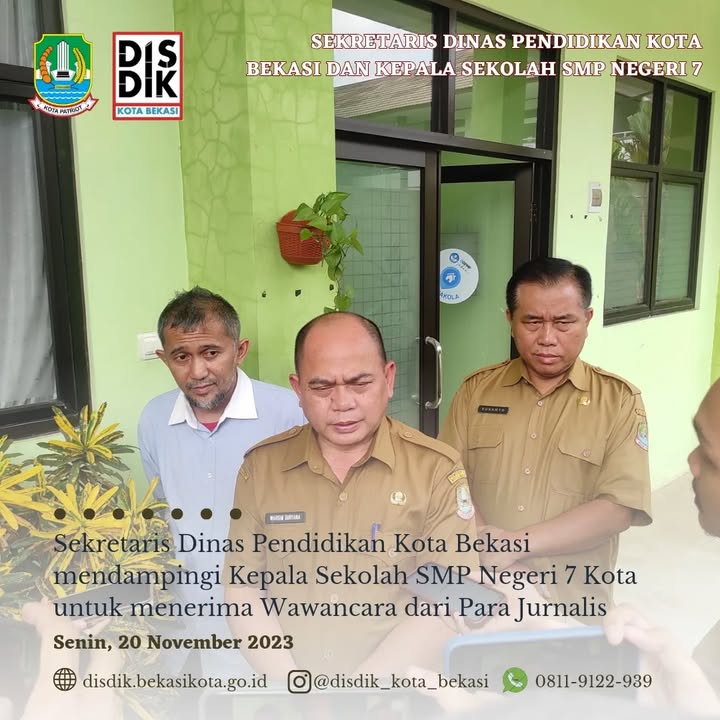 SEKRETARIS DINAS PENDIDIKAN KOTA
BEKASI DAN KEPALA SEKOLAH SMP NEGERI 7
KOTA PATRIOT
DIS
DIK
KOTA BEKASI
Sekretaris Dinas Pendidikan Kota Bekasi
mendampingi Kepala Sekolah SMP Negeri 7 Kota
untuk menerima Wawancara dari Para Jurnalis
Senin, 20 November 2023
disdik.bekasikota.go.id
@disdik_kota_bekasi
0811-9122-939